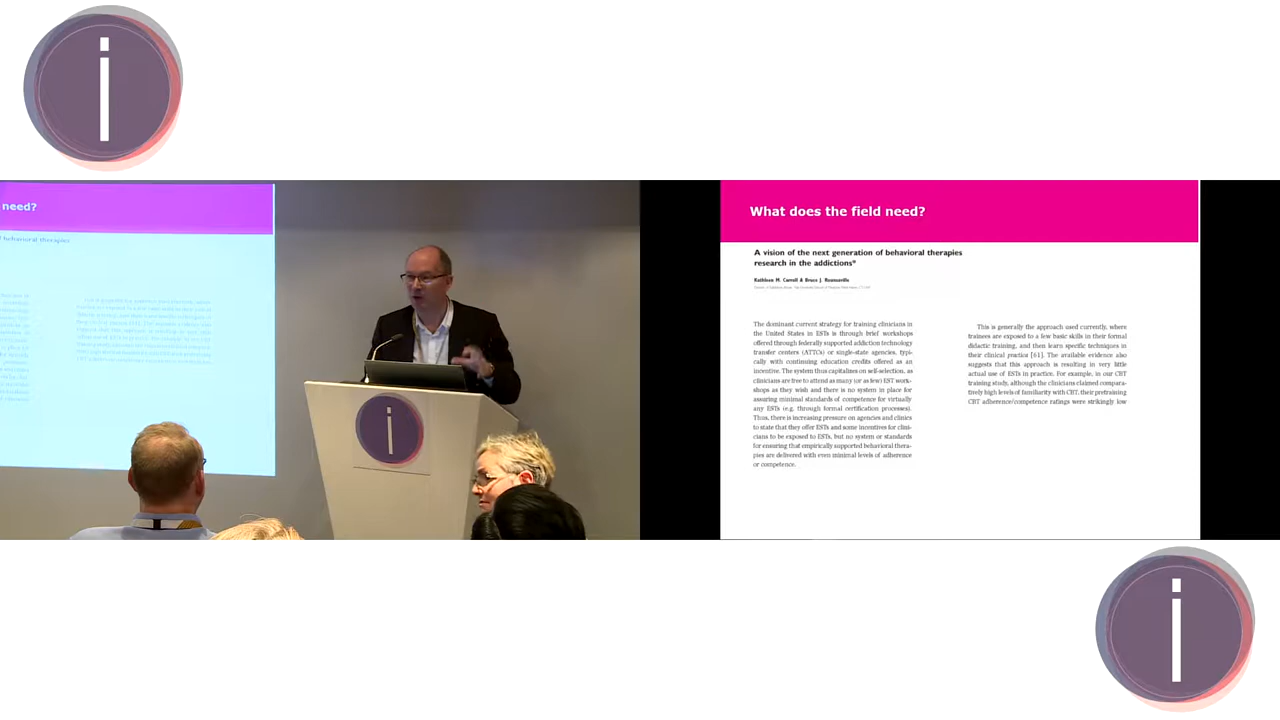 i
need?
behavioral therapies
i
What does the field need?
A vision of the next generation of behavioral therapies
research in the addictions*
Kathleen M. Carroll & Bruce J. Rounsaville
The dominant current strategy for training clinicians in
the United States in ESTs is through brief workshops
offered through federally supported addiction technology
transfer centers (ATTCs) or single-state agencies, typi-
cally with continuing education credits offered as an
incentive. The system thus capitalizes on self-selection, as
clinicians are free to attend as many (or as few) EST work-
shops as they wish and there is no system in place for
assuring minimal standards of competence for virtually
any ESTs (e.g. through formal certification processes).
Thus, there is increasing pressure on agencies and clinics
to state that they offer ESTs and some incentives for clini-
cians to be exposed to ESTs, but no system or standards
for ensuring that empirically supported behavioral thera-
pies are delivered with even minimal levels of adherence
or competence.
This is generally the approach used currently, where
trainees are exposed to a few basic skills in their formal
didactic training, and then learn specific techniques in
their clinical practica [61]. The available evidence also
suggests that this approach is resulting in very little
actual use of ESTs in practice. For example, in our CBT
training study, although the clinicians claimed compara-
tively high levels of familiarity with CBT, their pretraining
CBT adherence/competence ratings were strikingly low
i